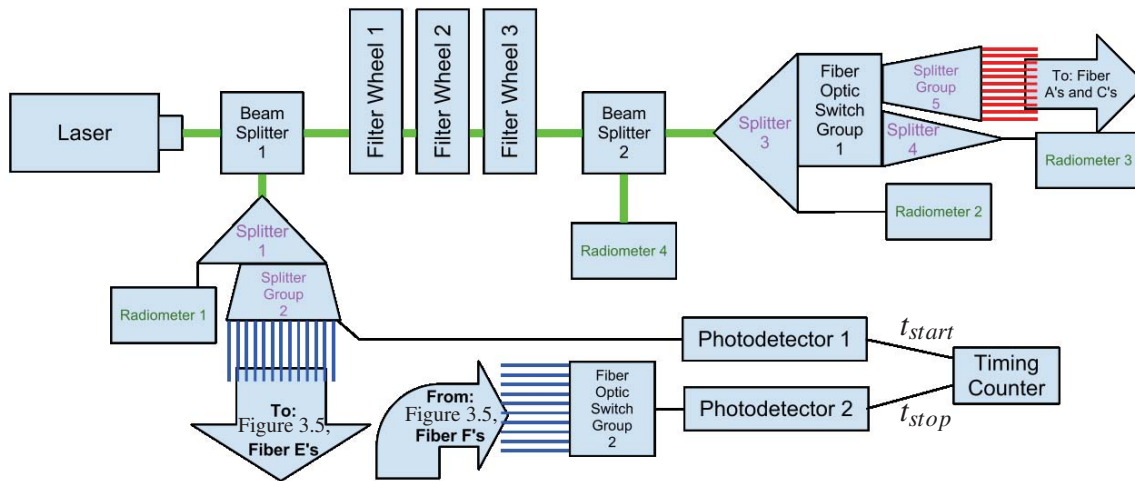 Laser
Beam
Splitter
1
Filter Wheel 1
Filter Wheel 2
Filter Wheel 3
Beam
Splitter
2
Splitter
3
Fiber
Optic
Switch
Group
1
Splitter
Group
5
Splitter
4
To: Fiber
A's and C's
Radiometer 3
Radiometer 2
Radiometer 4
Splitter
1
Radiometer 1
Splitter
Group
2
To:
Figure 3.5,
Fiber E's
From:
Figure 3.5,
Fiber F's
Fiber
Optic
Switch
Group
2
Photodetector 1
Photodetector 2
tstart
tstop
Timing
Counter